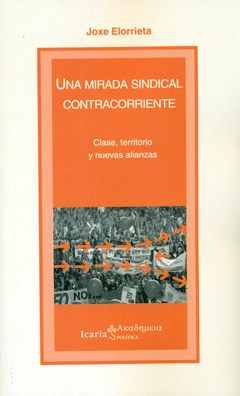 Joxe Elorrieta
UNA MIRADA SINDICAL
CONTRACORRIENTE
Clase, territorio
y nuevas alianzas
Icaria Ακαδημεια
POLÍTICA